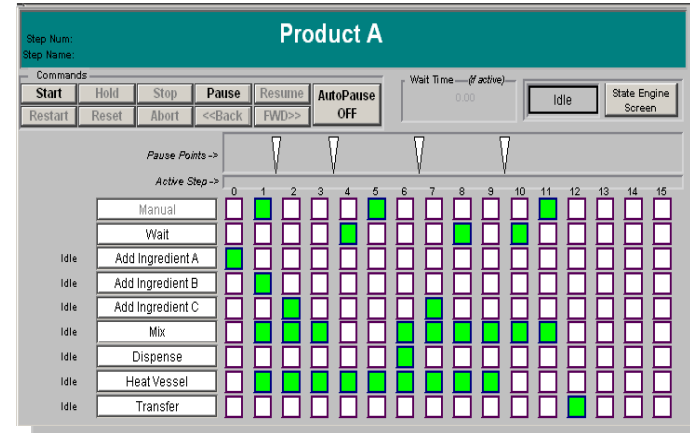 Product A
Step Num:
Step Name:
Commands
Start Hold Stop Pause Resume AutoPause OFF
Restart Reset Abort <<Back FWD>>
Wait Time (if active)
0.00
Idle
State Engine Screen
Pause Points ->
Active Step ->
0 1 2 3 4 5 6 7 8 9 10 11 12 13 14 15
Manual
Wait
Idle Add Ingredient A
Idle Add Ingredient B
Idle Add Ingredient C
Idle Mix
Idle Dispense
Idle Heat Vessel
Idle Transfer